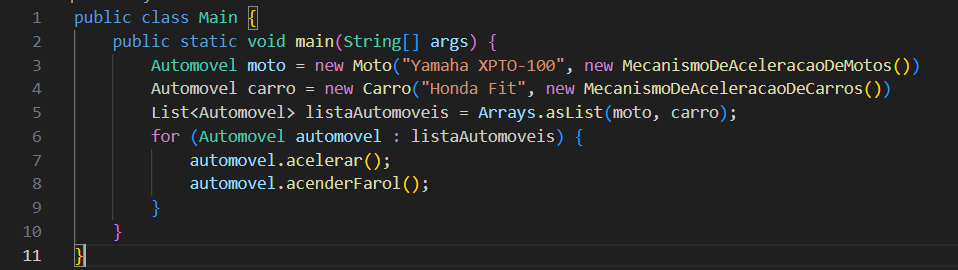 1 public class Main {
2 public static void main(String[] args) {
3 Automovel moto = new Moto("Yamaha XPTO-100", new MecanismoDeAceleracaoDeMotos())
4 Automovel carro = new Carro("Honda Fit", new MecanismoDeAceleracaoDeCarros())
5 List<Automovel> listaAutomoveis = Arrays.asList(moto, carro);
6 for (Automovel automovel : listaAutomoveis) {
7 automovel.acelerar();
8 automovel.acenderFarol();
9 }
10 }
11 }